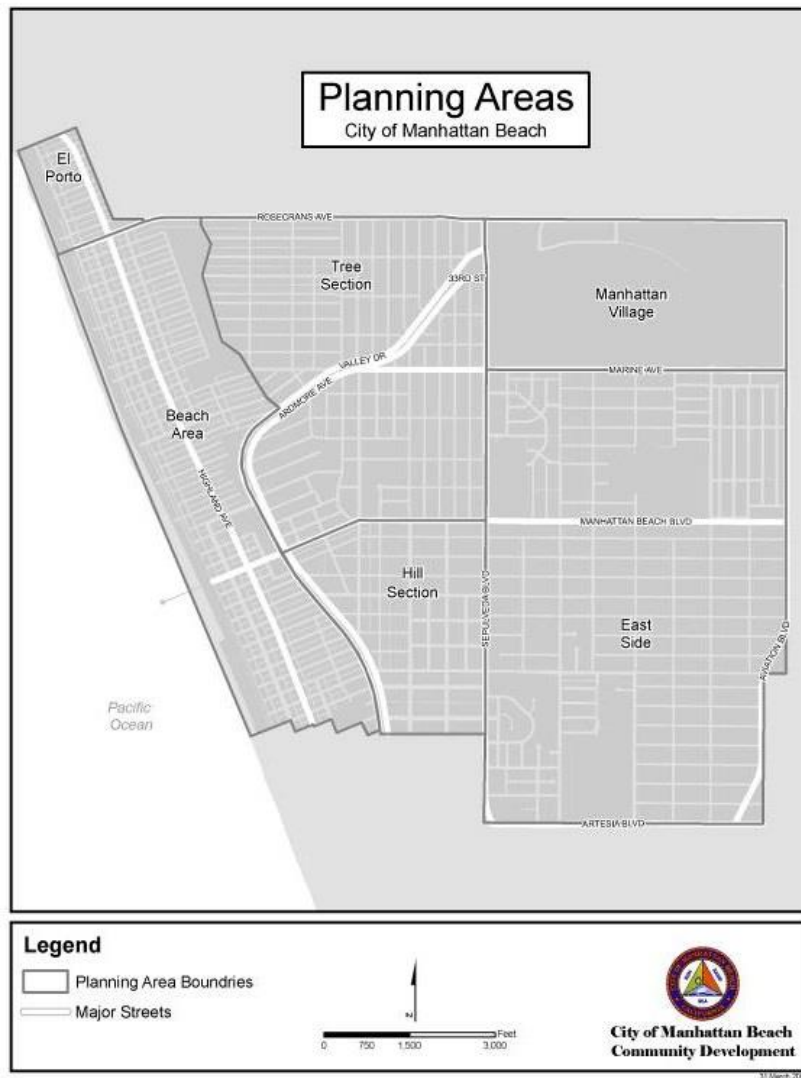 Planning Areas
City of Manhattan Beach
El
Porto
ROSECRANS AVE
Tree
Section
33RD ST
Manhattan
Village
VALLEY DR
MARINE AVE
ARDMORE AVE
Beach
Area
HIGHLAND AVE
MANHATTAN BEACH BLVD
Hill
Section
SEPULVEDA BLVD
East
Side
AVIATION BLVD
Pacific
Ocean
ARTESIA BLVD
Legend
Planning Area Boundries
Major Streets
N
Feet
0 750 1,500 3,000
City of Manhattan Beach
Community Development